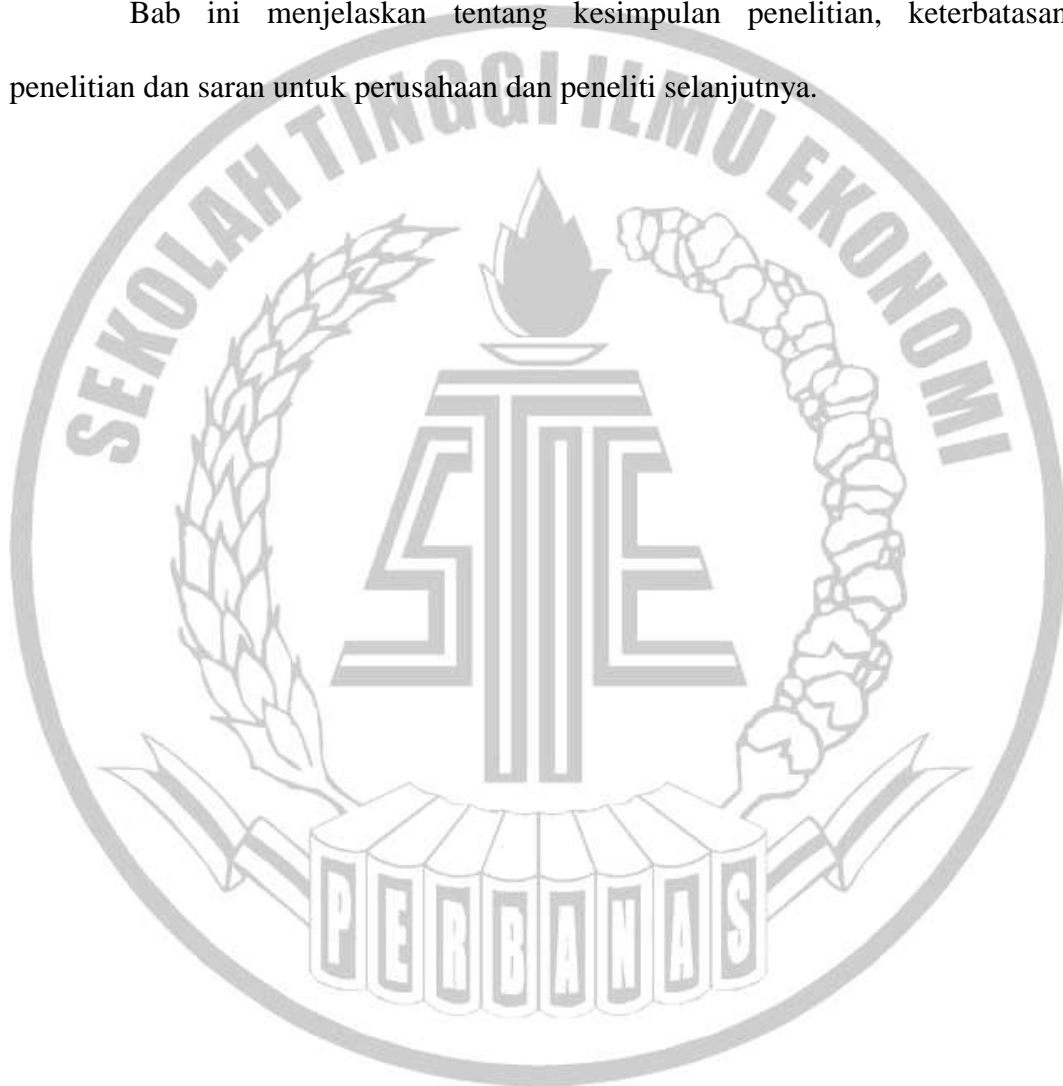 Bab ini menjelaskan tentang kesimpulan penelitian, keterbatasan
penelitian dan saran untuk perusahaan dan peneliti selanjutnya.
SEKOLAH TINGGI ILMU EKONOMI
STIE
PERBANAS